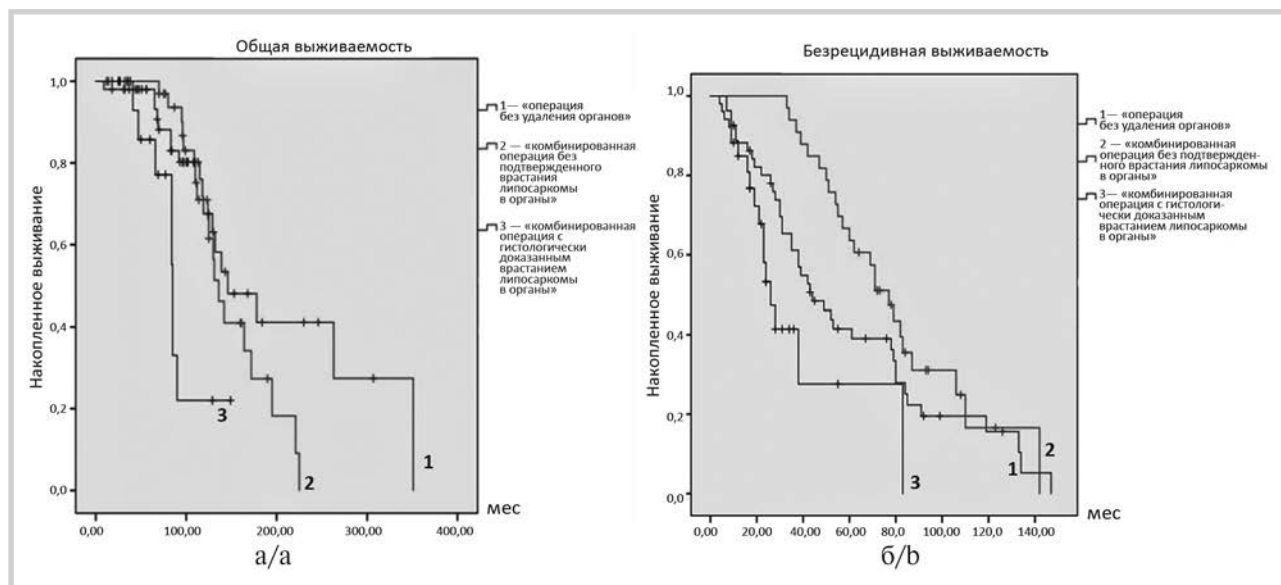 Общая выживаемость
Накопленное выживание
1,0
0,8
0,6
0,4
0,2
0,0
0,00
100,00
200,00
300,00
400,00
мес
1— «операция
без удаления органов»
2 — «комбинированная
операция без
подтвержденного
врастания
липосаркомы
в органы»
3 — «комбинированная
операция с
гистологически
доказанным
врастанием
липосаркомы
в органы»
3
2
1
а/a
Безрецидивная выживаемость
Накопленное выживание
1,0
0,8
0,6
0,4
0,2
0,0
0,00
20,00
40,00
60,00
80,00
100,00
120,0
140,00
мес
1— «операция
без удаления органов»
2 — «комбинированная
операция без подтвержден-
ного врастания липосаркомы
в органы»
3 — «комбинированная
операция с гистологи-
чески доказанным
врастанием липосаркомы
в органы»
3
1
2
б/b